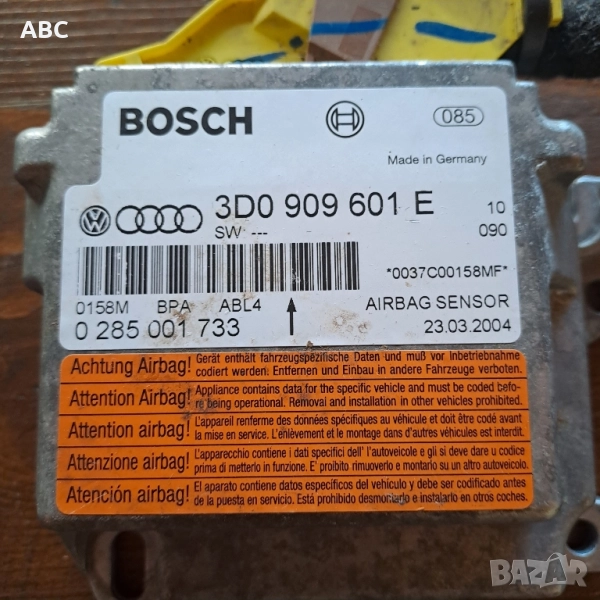 ABC
BOSCH
085
Made in Germany
3D0 909 601 E
10
SW ---
090
*0037C00158MF*
0158M BPA ABL4
AIRBAG SENSOR
0 285 001 733
23.03.2004
Achtung Airbag!
Gerät enthält fahrzeugspezifische Daten und muß vor Inbetriebnahme
codiert werden. Entfernen und Einbau in andere Fahrzeuge verboten.
Attention Airbag!
Appliance contains data for the specific vehicle and must be coded befo-
re being operational. Removal and installation in other vehicles prohibited.
Attention airbag!
L'appareil renferme des données spécifiques au véhicule et doit être codé avant
la mise en service. L'enlèvement et le montage dans d'autres véhicules est interdit.
Attenzione airbag!
L'apparecchio contiene i dati specifici dell' l'autoveicolo e gli si deve dare u codice
prima di metterlo in funzione. E' proibito rimuoverlo e montarlo su un altro autoveicolo.
Atención airbag!
El aparato contiene datos específicos del vehículo y debe ser codificado antes
de la puesta en servicio. Está prohibido desmontarlo e instalarlo en otros coches.
BAZAR